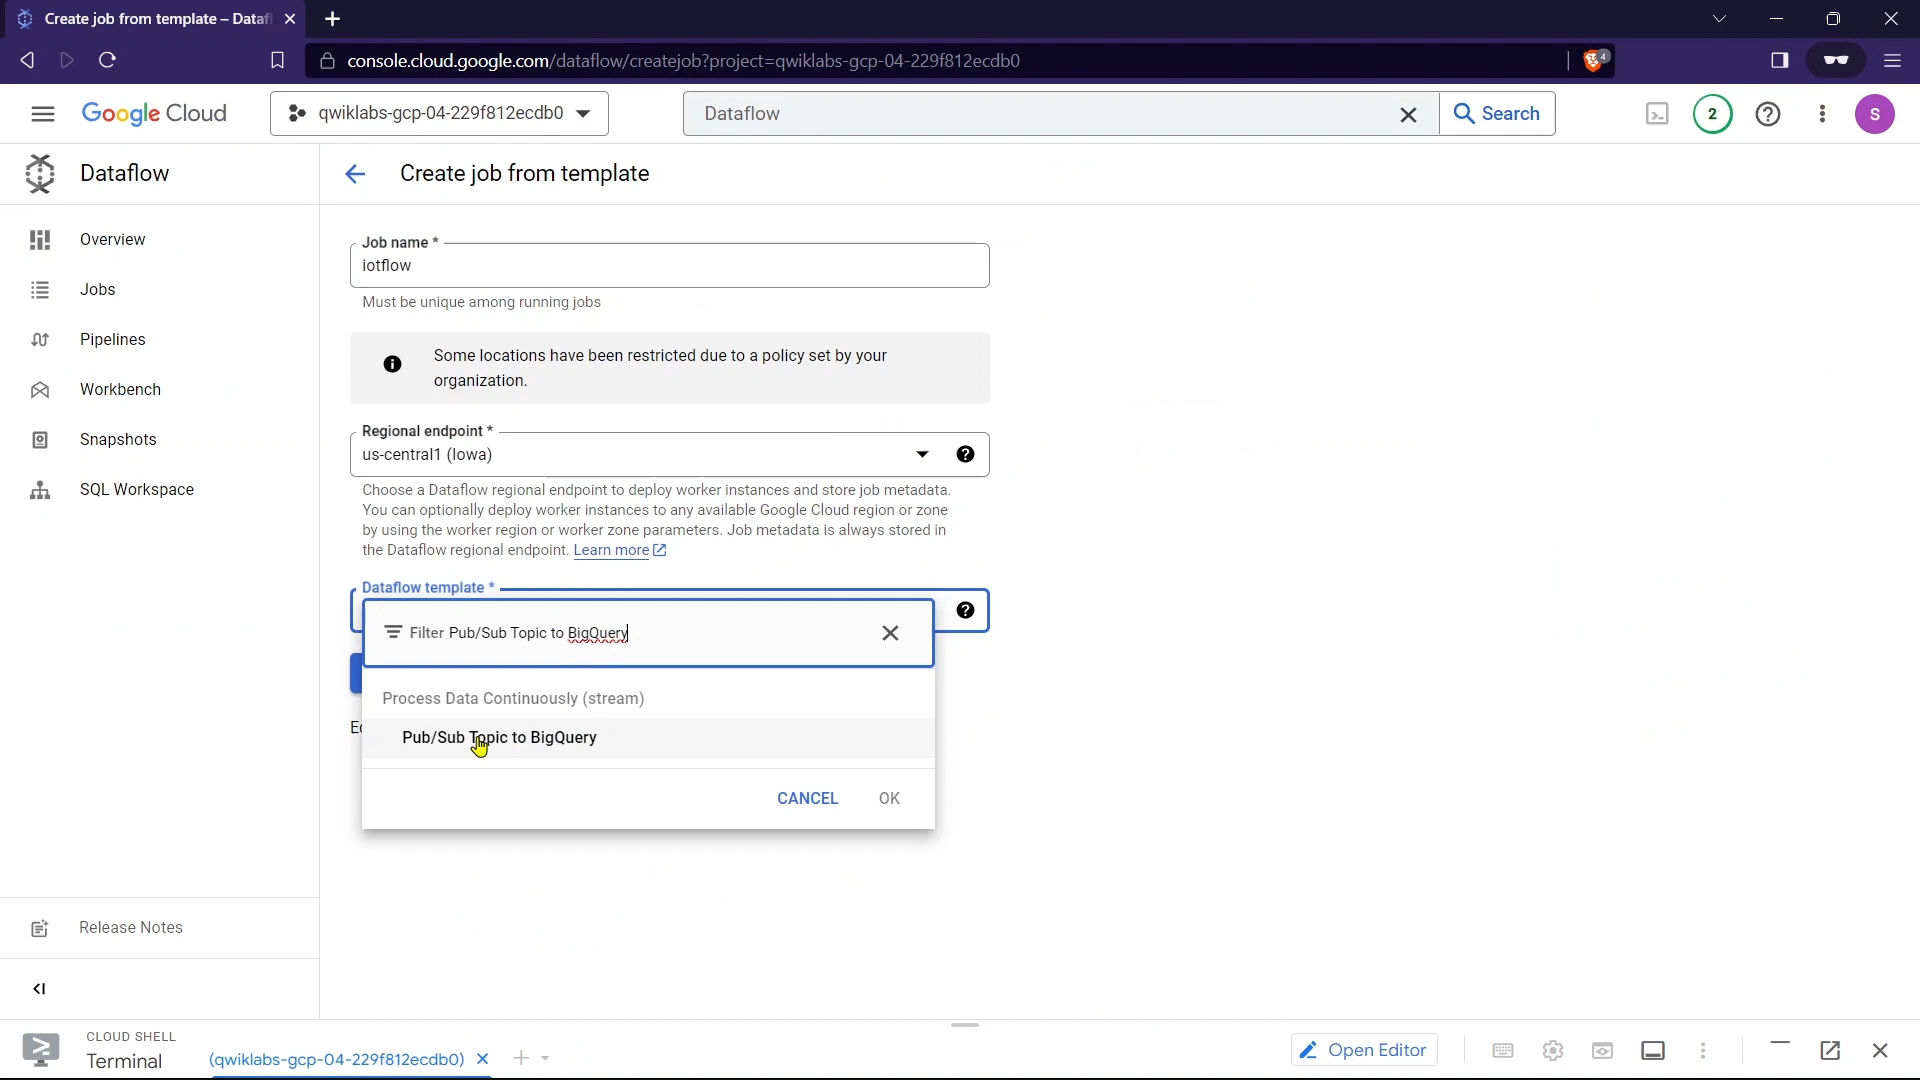 Create job from template – Dataf
console.cloud.google.com/dataflow/createjob?project=qwiklabs-gcp-04-229f812ecdb0
4
Google Cloud
qwiklabs-gcp-04-229f812ecdb0
Dataflow
Search
2
S
Dataflow
Create job from template
Overview
Jobs
Pipelines
Workbench
Snapshots
SQL Workspace
Release Notes
Job name *
iotflow
Must be unique among running jobs
Some locations have been restricted due to a policy set by your
organization.
Regional endpoint *
us-central1 (Iowa)
Choose a Dataflow regional endpoint to deploy worker instances and store job metadata.
You can optionally deploy worker instances to any available Google Cloud region or zone
by using the worker region or worker zone parameters. Job metadata is always stored in
the Dataflow regional endpoint. Learn more
Dataflow template *
Filter Pub/Sub Topic to BigQuery
Process Data Continuously (stream)
Pub/Sub Topic to BigQuery
CANCEL
OK
CLOUD SHELL
Terminal
(qwiklabs-gcp-04-229f812ecdb0)
Open Editor